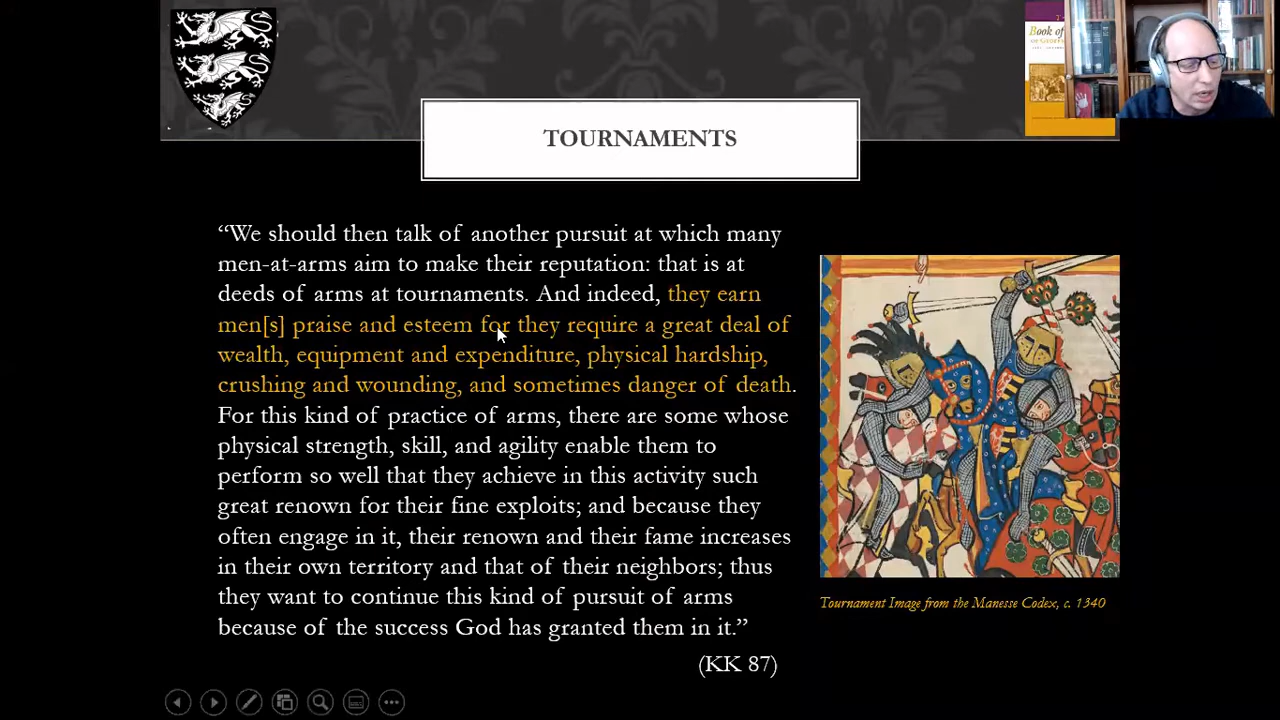 Book of
TOURNAMENTS
“We should then talk of another pursuit at which many
men-at-arms aim to make their reputation: that is at
deeds of arms at tournaments. And indeed, they earn
men[s] praise and esteem for they require a great deal of
wealth, equipment and expenditure, physical hardship,
crushing and wounding, and sometimes danger of death.
For this kind of practice of arms, there are some whose
physical strength, skill, and agility enable them to
perform so well that they achieve in this activity such
great renown for their fine exploits; and because they
often engage in it, their renown and their fame increases
in their own territory and that of their neighbors; thus
they want to continue this kind of pursuit of arms
because of the success God has granted them in it.”
(KK 87)
Tournament Image from the Manesse Codex, c. 1340